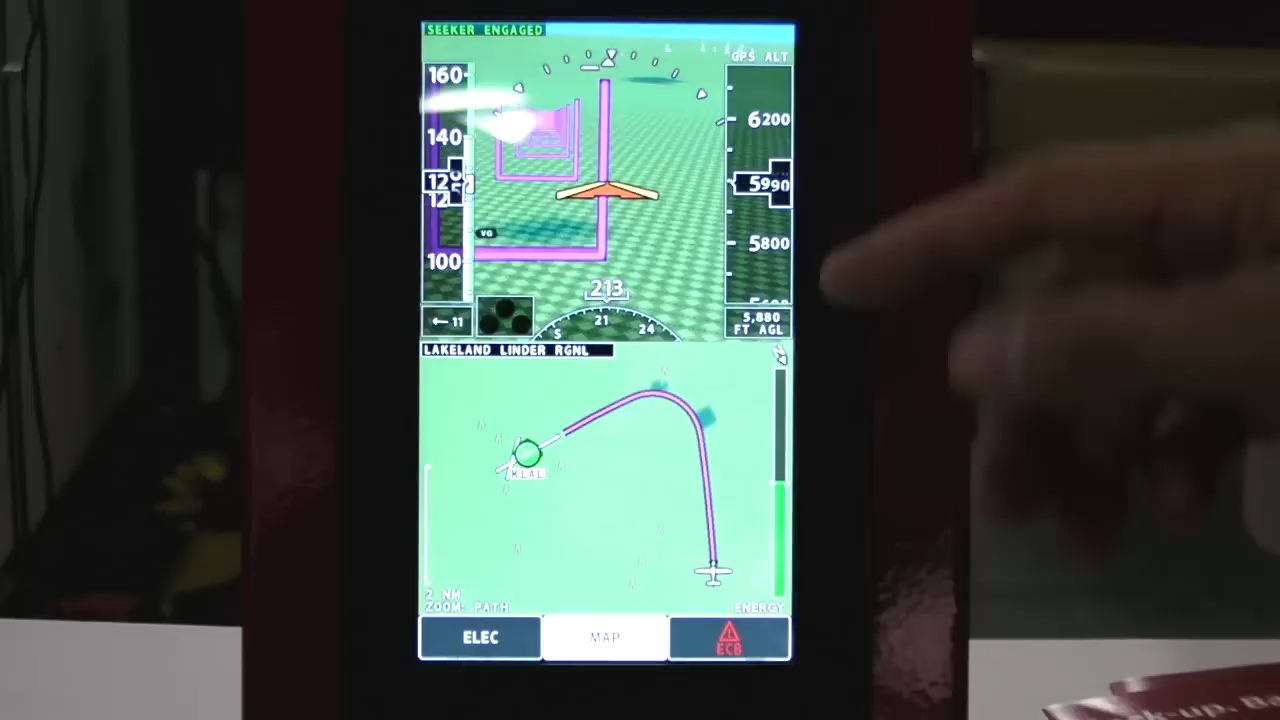 SEEKER ENGAGED
GPS ALT
160
140
12
100
6200
5990
5800
VG
213
S 21 24
←11
5,880
FT AGL
LAKELAND LINDER RGNL
KLAL
2 NM
ZOOM: PATH
ENERGY
ELEC
MAP
ECB